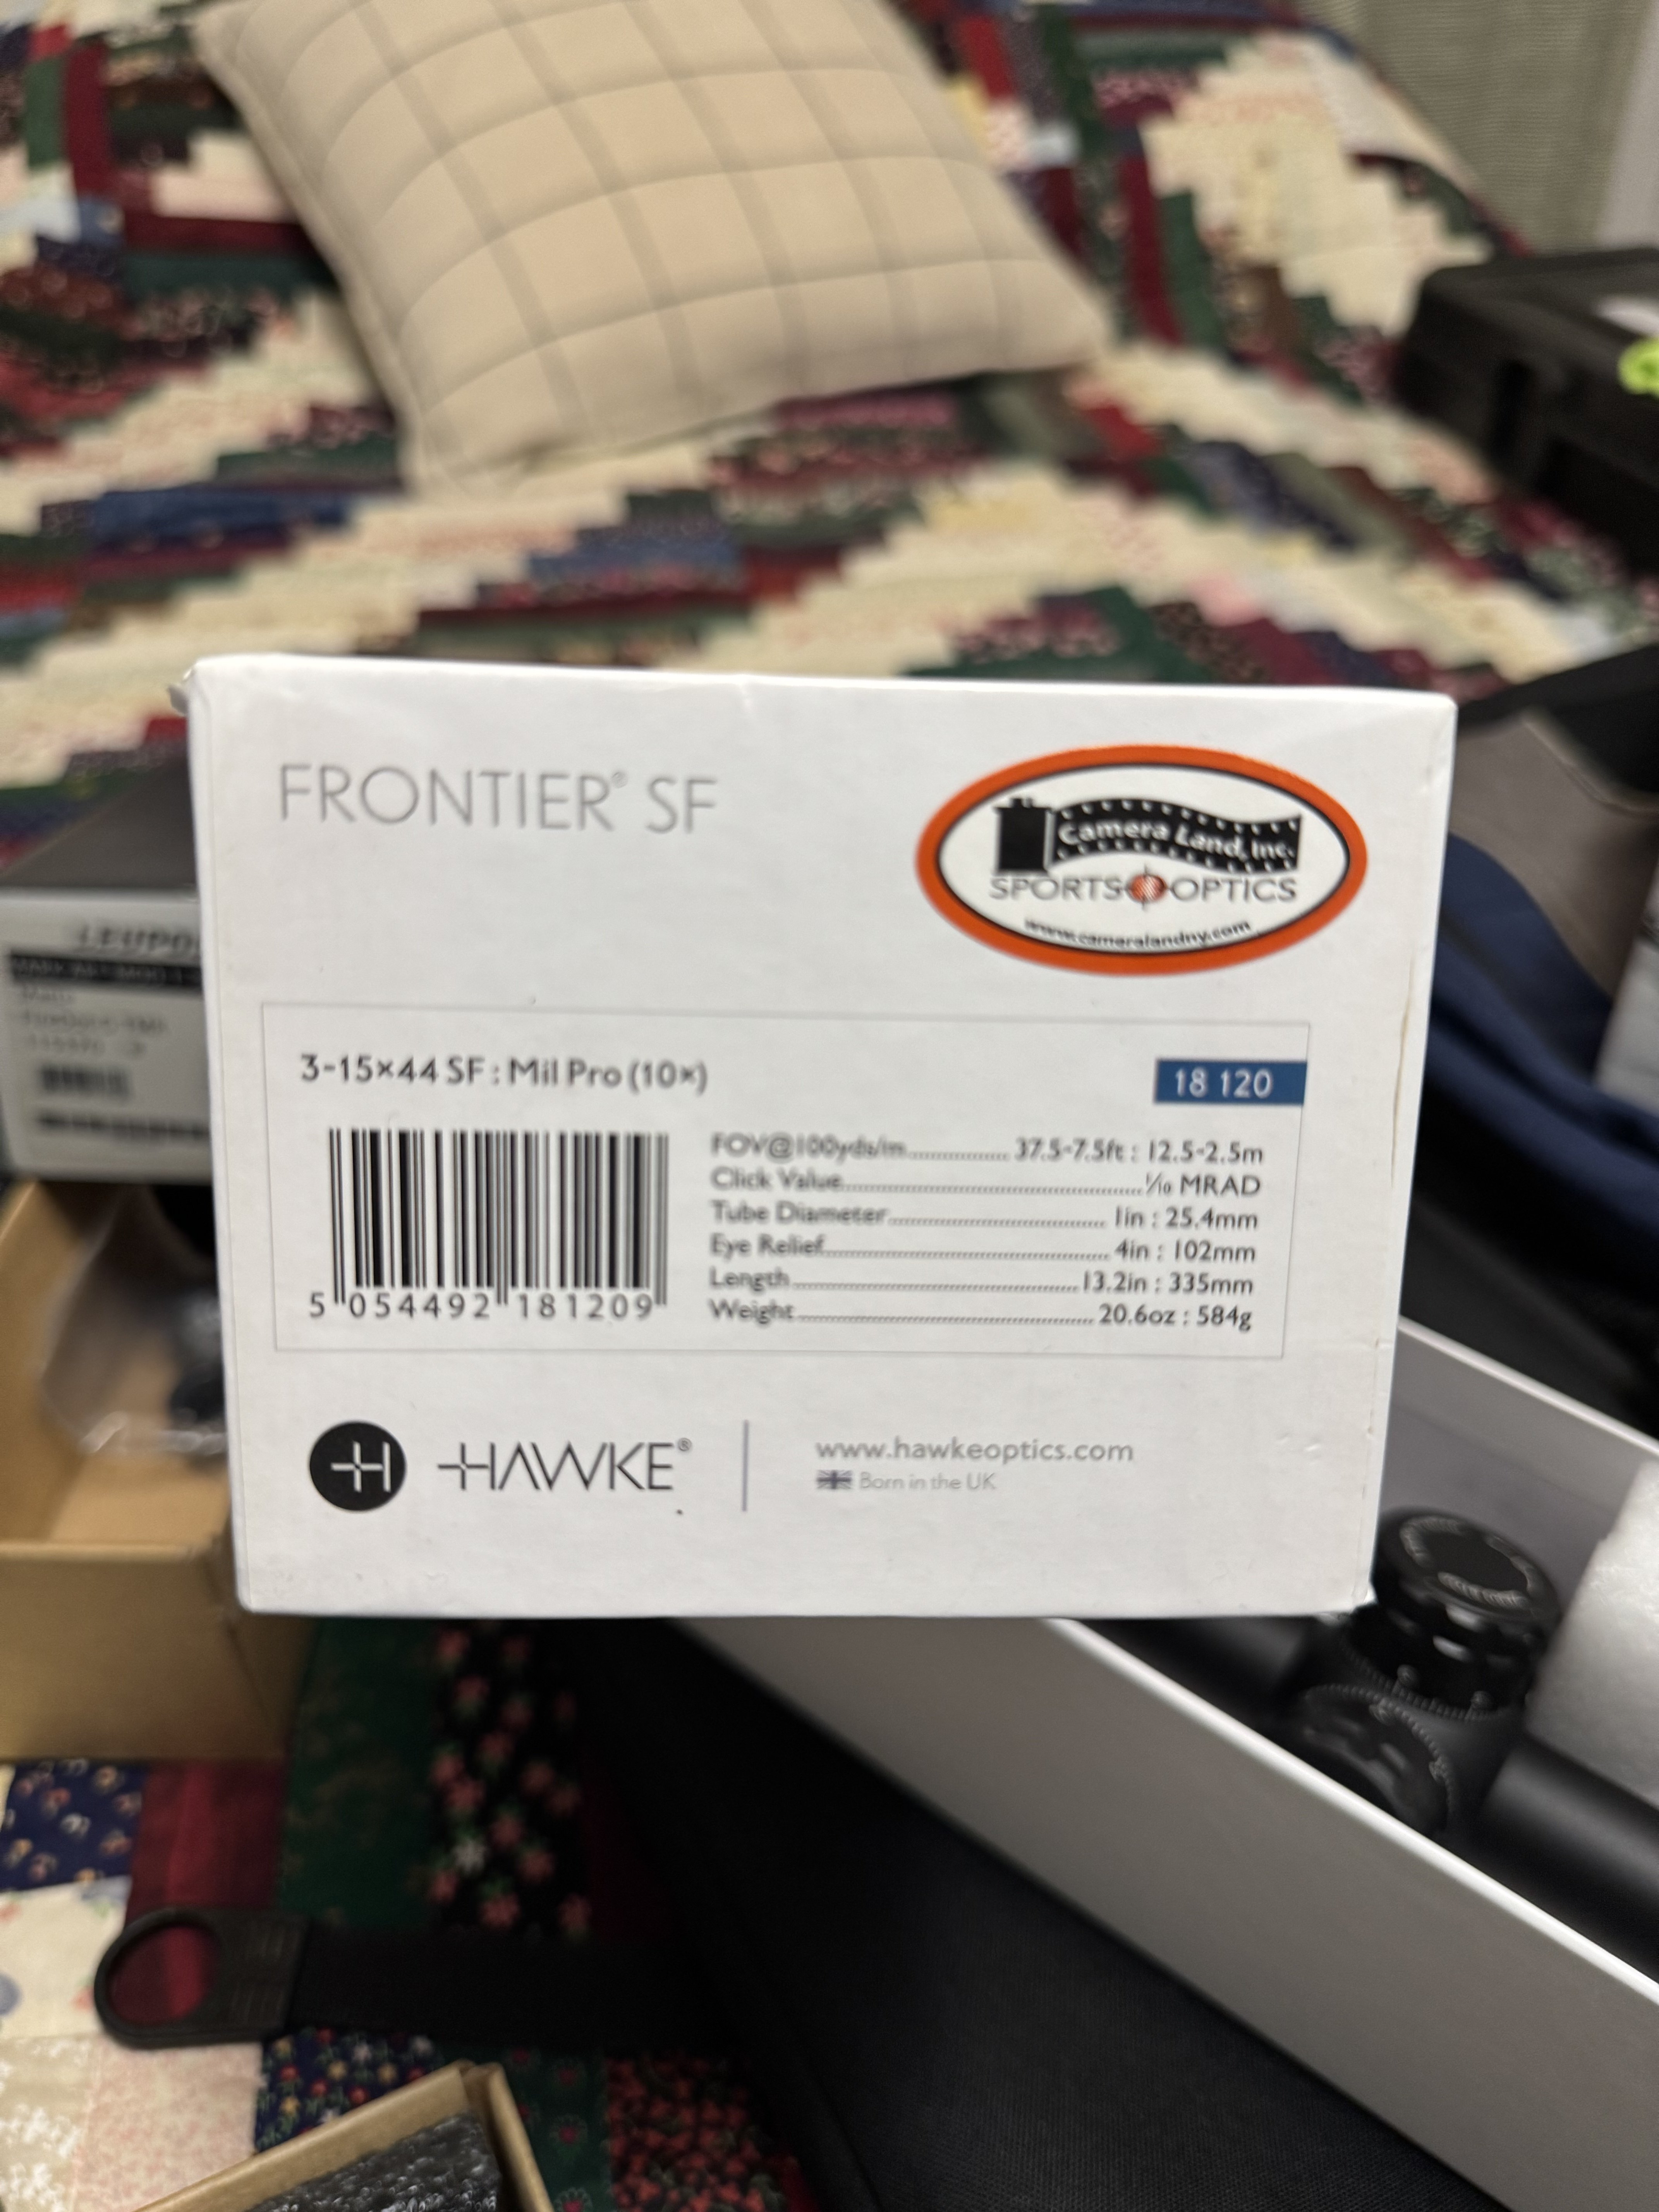 FRONTIER® SF
Camera Land, Inc.
SPORTS OPTICS
www.cameralandny.com
3-15×44 SF : Mil Pro (10×)
18 120
FOV@100yds/m 37.5-7.5ft : 12.5-2.5m
Click Value 1/10 MRAD
Tube Diameter 1in : 25.4mm
Eye Relief 4in : 102mm
Length 13.2in : 335mm
Weight 20.6oz : 584g
5 054492 181209
H HAWKE®
www.hawkeoptics.com
Born in the UK
LEUPO